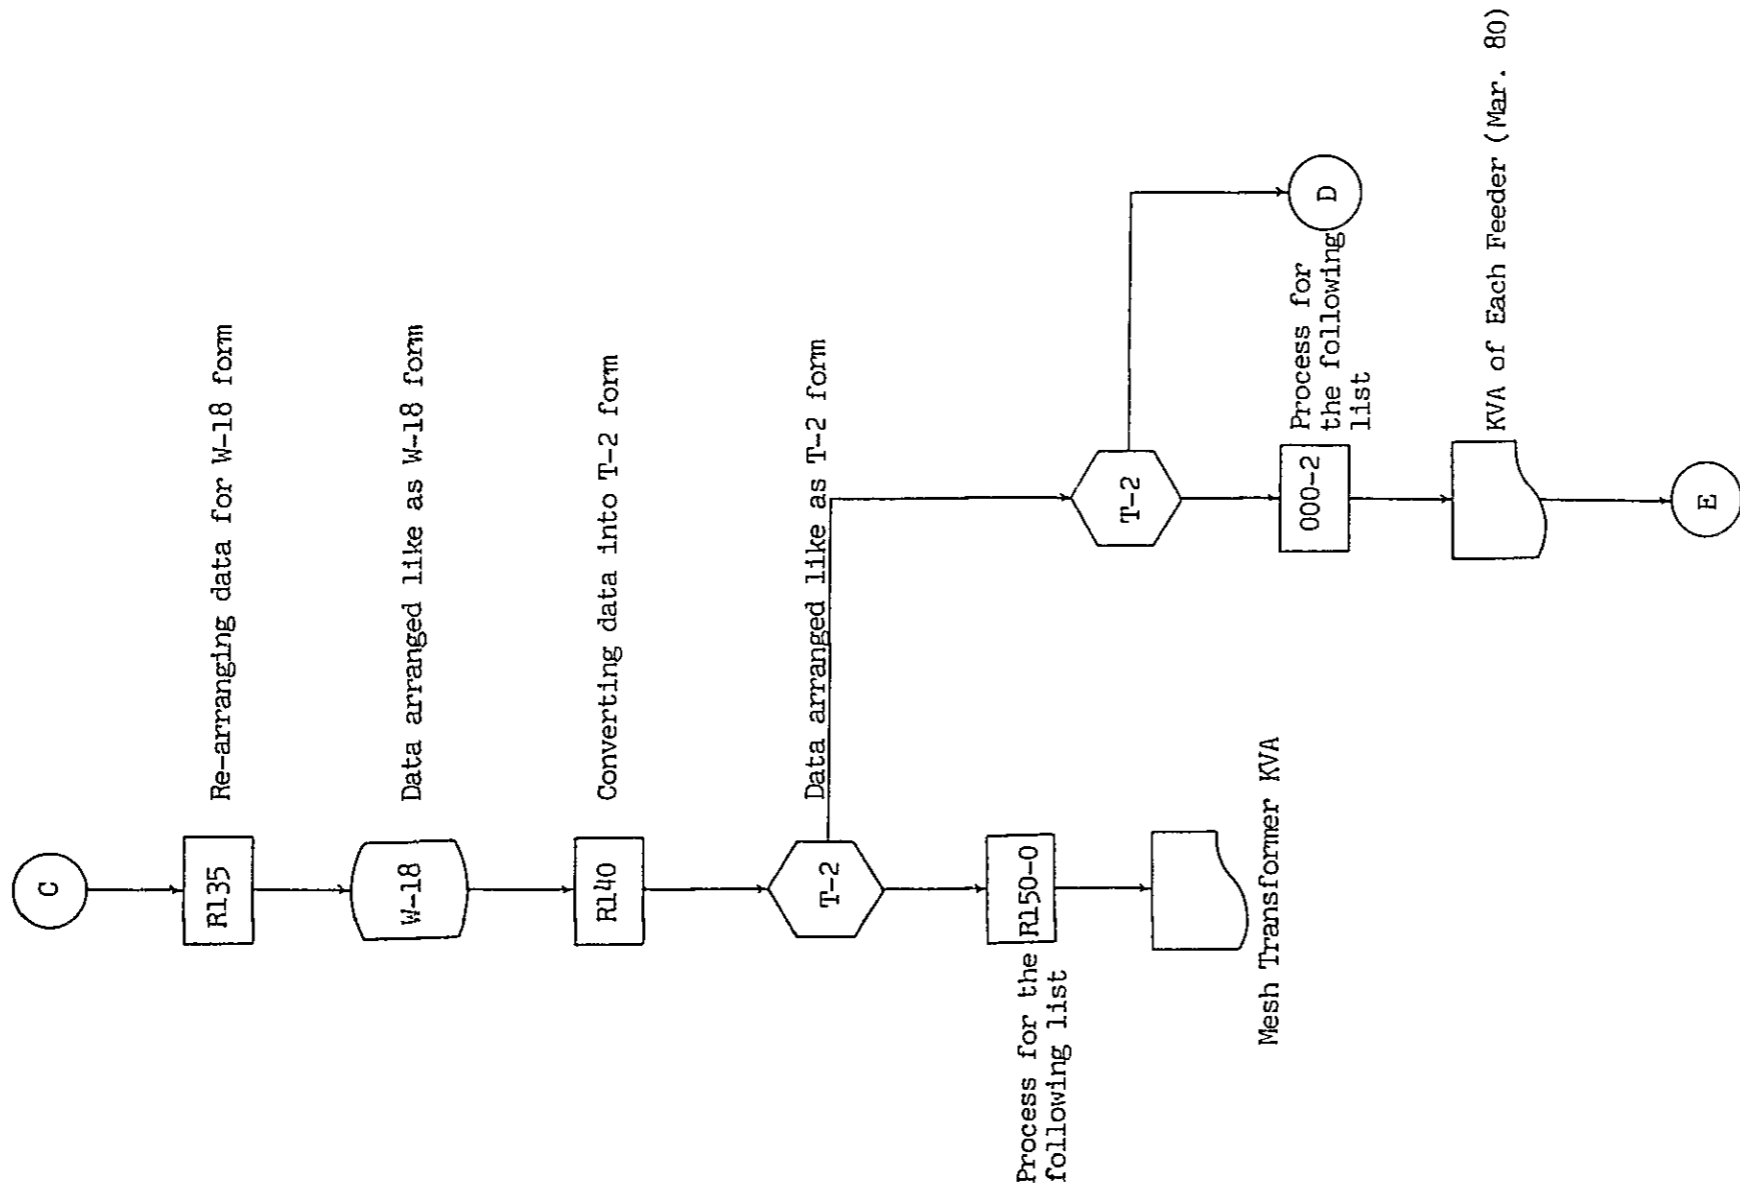 C
R135
Re-arranging data for W-18 form
W-18
Data arranged like as W-18 form
R140
Converting data into T-2 form
T-2
Data arranged like as T-2 form
R150-0
Process for the
following list
Mesh Transformer KVA
T-2
D
000-2
Process for
the following
list
KVA of Each Feeder (Mar. 80)
E